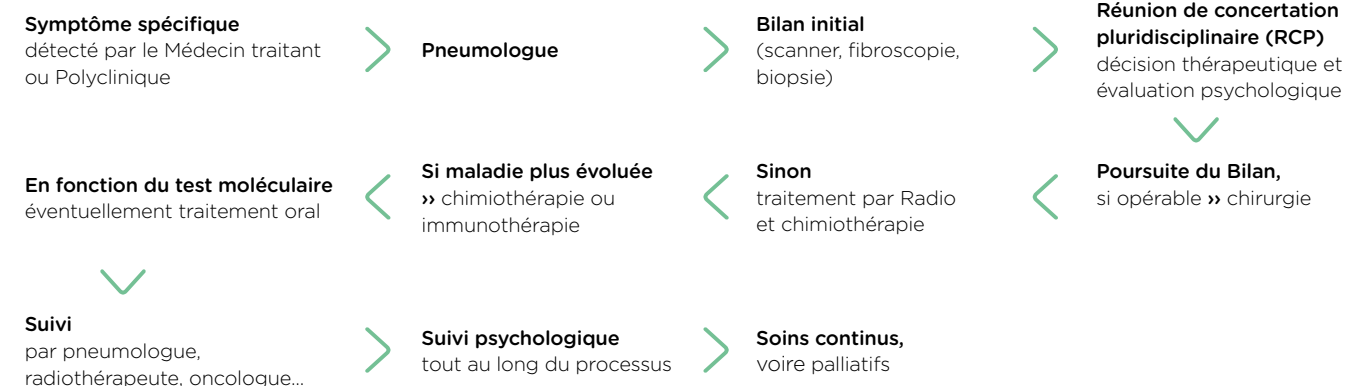 Symptôme spécifique
détecté par le Médecin traitant
ou Polyclinique
Pneumologue
Bilan initial
(scanner, fibroscopie,
biopsie)
Réunion de concertation
pluridisciplinaire (RCP)
décision thérapeutique et
évaluation psychologique
Poursuite du Bilan,
si opérable ›› chirurgie
Sinon
traitement par Radio
et chimiothérapie
Si maladie plus évoluée
›› chimiothérapie ou
immunothérapie
En fonction du test moléculaire
éventuellement traitement oral
Suivi
par pneumologue,
radiothérapeute, oncologue...
Suivi psychologique
tout au long du processus
Soins continus,
voire palliatifs